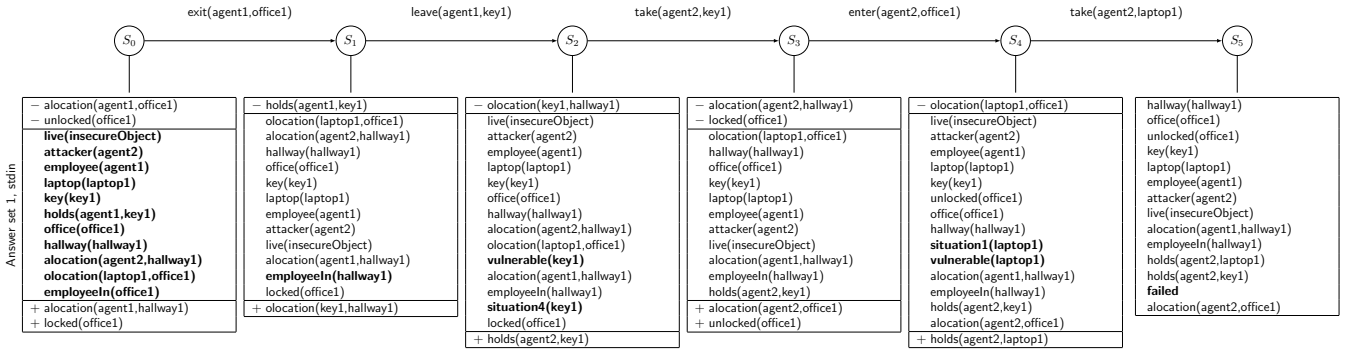 exit(agent1,office1)
leave(agent1,key1)
take(agent2,key1)
enter(agent2,office1)
take(agent2,laptop1)
S0
S1
S2
S3
S4
S5
Answer set 1, stdin
− alocation(agent1,office1)
− unlocked(office1)
live(insecureObject)
attacker(agent2)
employee(agent1)
laptop(laptop1)
key(key1)
holds(agent1,key1)
office(office1)
hallway(hallway1)
alocation(agent2,hallway1)
olocation(laptop1,office1)
employeeIn(office1)
+ alocation(agent1,hallway1)
+ locked(office1)
− holds(agent1,key1)
olocation(laptop1,office1)
alocation(agent2,hallway1)
hallway(hallway1)
office(office1)
key(key1)
laptop(laptop1)
employee(agent1)
attacker(agent2)
live(insecureObject)
alocation(agent1,hallway1)
employeeIn(hallway1)
locked(office1)
+ olocation(key1,hallway1)
− olocation(key1,hallway1)
live(insecureObject)
attacker(agent2)
employee(agent1)
laptop(laptop1)
key(key1)
office(office1)
hallway(hallway1)
alocation(agent2,hallway1)
olocation(laptop1,office1)
vulnerable(key1)
alocation(agent1,hallway1)
employeeIn(hallway1)
situation4(key1)
locked(office1)
+ holds(agent2,key1)
− alocation(agent2,hallway1)
− locked(office1)
olocation(laptop1,office1)
hallway(hallway1)
office(office1)
key(key1)
laptop(laptop1)
employee(agent1)
attacker(agent2)
live(insecureObject)
alocation(agent1,hallway1)
employeeIn(hallway1)
holds(agent2,key1)
+ alocation(agent2,office1)
+ unlocked(office1)
− olocation(laptop1,office1)
live(insecureObject)
attacker(agent2)
employee(agent1)
laptop(laptop1)
key(key1)
unlocked(office1)
office(office1)
hallway(hallway1)
situation1(laptop1)
vulnerable(laptop1)
alocation(agent1,hallway1)
employeeIn(hallway1)
holds(agent2,key1)
alocation(agent2,office1)
+ holds(agent2,laptop1)
hallway(hallway1)
office(office1)
unlocked(office1)
key(key1)
laptop(laptop1)
employee(agent1)
attacker(agent2)
live(insecureObject)
alocation(agent1,hallway1)
employeeIn(hallway1)
holds(agent2,laptop1)
holds(agent2,key1)
failed
alocation(agent2,office1)